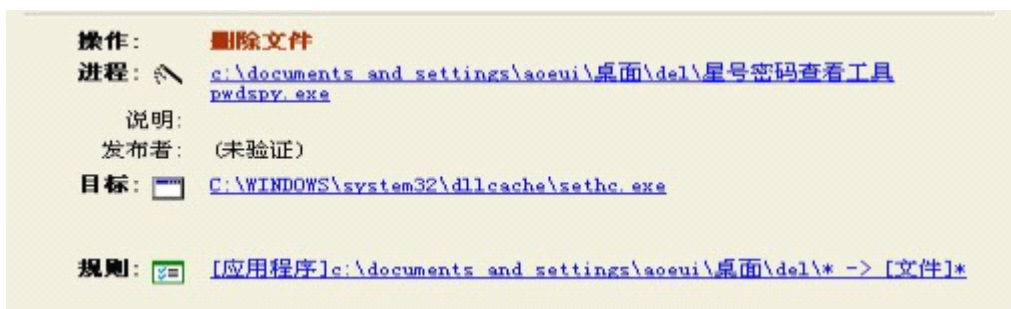 操作: 删除文件
进程: c:\documents and settings\aoeui\桌面\del\星号密码查看工具
pwdspy.exe
说明:
发布者: (未验证)
目标: C:\WINDOWS\system32\dllcache\sethc.exe
规则: [应用程序]c:\documents and settings\aoeui\桌面\del\* -> [文件]*